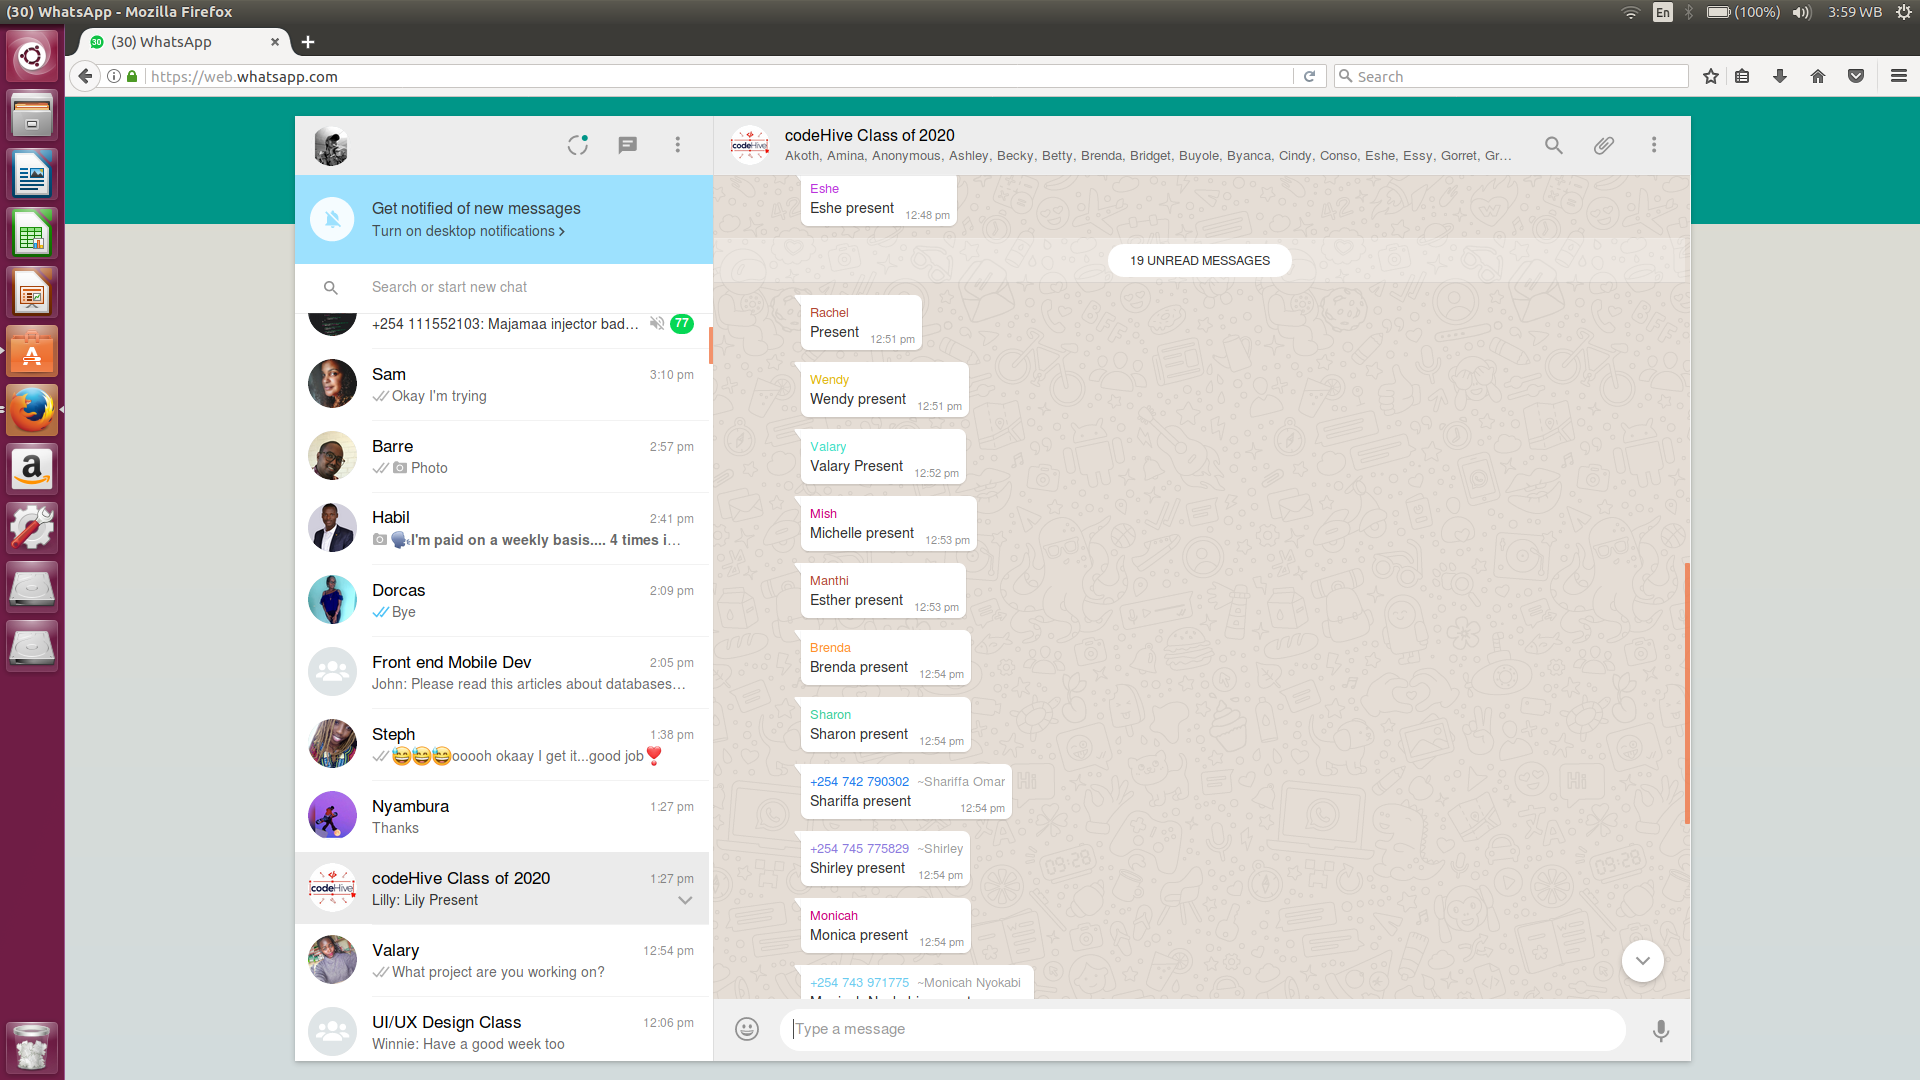 (30) WhatsApp - Mozilla Firefox
En
(100%)
3:59 WB
30
(30) WhatsApp
https://web.whatsapp.com
Search
Get notified of new messages
Turn on desktop notifications
Search or start new chat
+254 111552103: Majamaa injector bad…
77
Sam
3:10 pm
Okay I'm trying
Barre
2:57 pm
Photo
Habil
2:41 pm
I'm paid on a weekly basis.... 4 times i…
Dorcas
2:09 pm
Bye
Front end Mobile Dev
2:05 pm
John: Please read this articles about databases…
Steph
1:38 pm
😅😅😅ooooh okaay I get it...good job❣
Nyambura
1:27 pm
Thanks
codeHive
codeHive Class of 2020
1:27 pm
Lilly: Lily Present
Valary
12:54 pm
What project are you working on?
UI/UX Design Class
12:06 pm
Winnie: Have a good week too
codeHive
codeHive Class of 2020
Akoth, Amina, Anonymous, Ashley, Becky, Betty, Brenda, Bridget, Buyole, Byanca, Cindy, Conso, Eshe, Essy, Gorret, Gr…
Eshe
Eshe present
12:48 pm
19 UNREAD MESSAGES
Rachel
Present
12:51 pm
Wendy
Wendy present
12:51 pm
Valary
Valary Present
12:52 pm
Mish
Michelle present
12:53 pm
Manthi
Esther present
12:53 pm
Brenda
Brenda present
12:54 pm
Sharon
Sharon present
12:54 pm
+254 742 790302 ~Shariffa Omar
Shariffa present
12:54 pm
+254 745 775829 ~Shirley
Shirley present
12:54 pm
Monicah
Monica present
12:54 pm
+254 743 971775 ~Monicah Nyokabi
Type a message